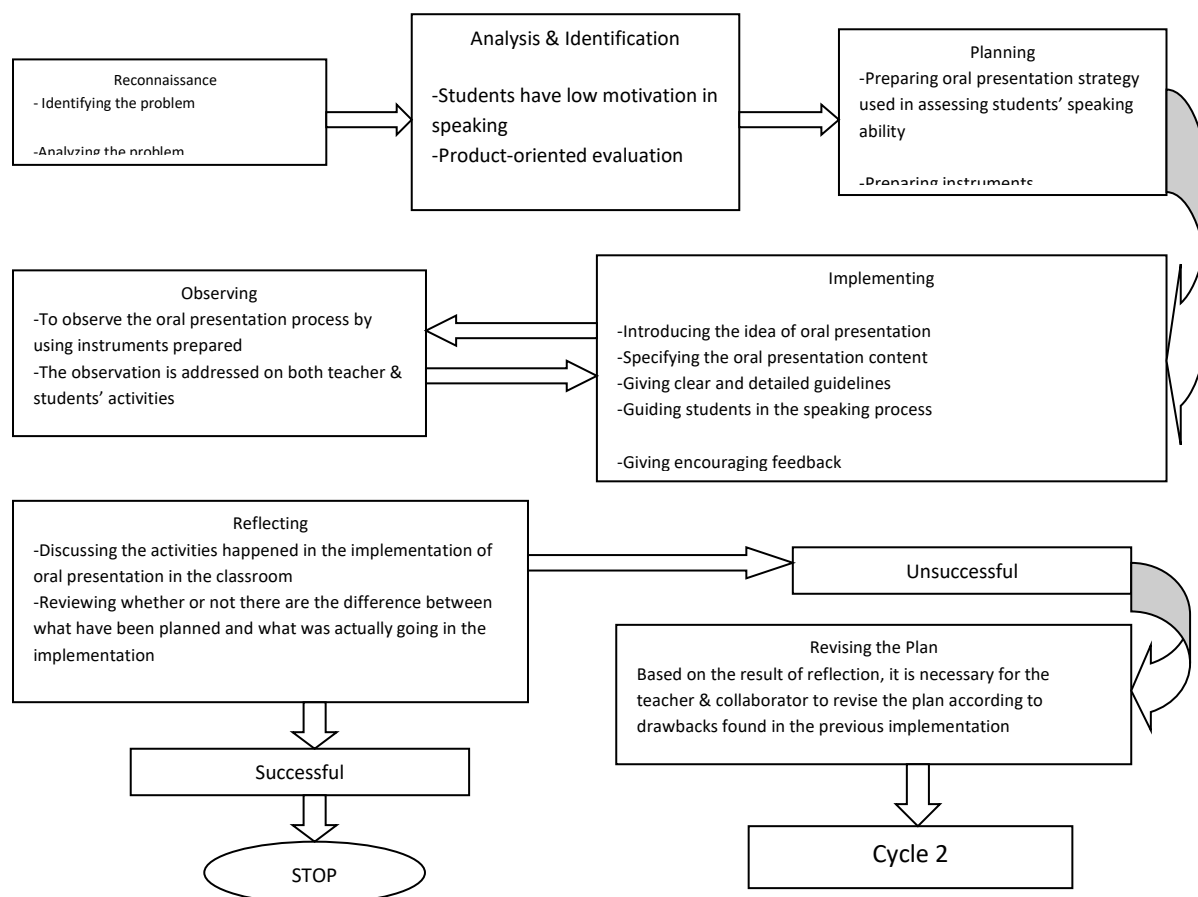 Reconnaissance
- Identifying the problem
-Analyzing the problem
Analysis & Identification
-Students have low motivation in
speaking
-Product-oriented evaluation
Planning
-Preparing oral presentation strategy
used in assessing students’ speaking
ability
-Preparing instruments
Observing
-To observe the oral presentation process by
using instruments prepared
-The observation is addressed on both teacher &
students’ activities
Implementing
-Introducing the idea of oral presentation
-Specifying the oral presentation content
-Giving clear and detailed guidelines
-Guiding students in the speaking process
-Giving encouraging feedback
Reflecting
-Discussing the activities happened in the implementation of
oral presentation in the classroom
-Reviewing whether or not there are the difference between
what have been planned and what was actually going in the
implementation
Unsuccessful
Revising the Plan
Based on the result of reflection, it is necessary for the
teacher & collaborator to revise the plan according to
drawbacks found in the previous implementation
Successful
STOP
Cycle 2